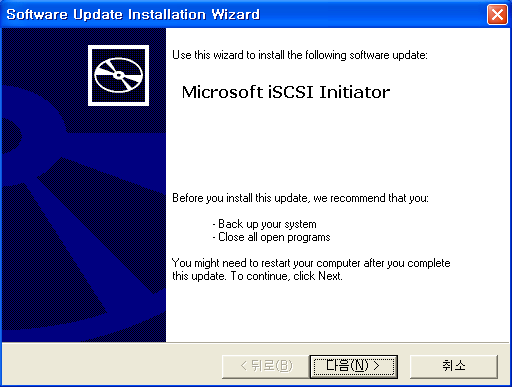 Software Update Installation Wizard
Use this wizard to install the following software update:
Microsoft iSCSI Initiator
Before you install this update, we recommend that you:
- Back up your system
- Close all open programs
You might need to restart your computer after you complete
this update. To continue, click Next.
< 뒤로(B)
다음(N) >
취소